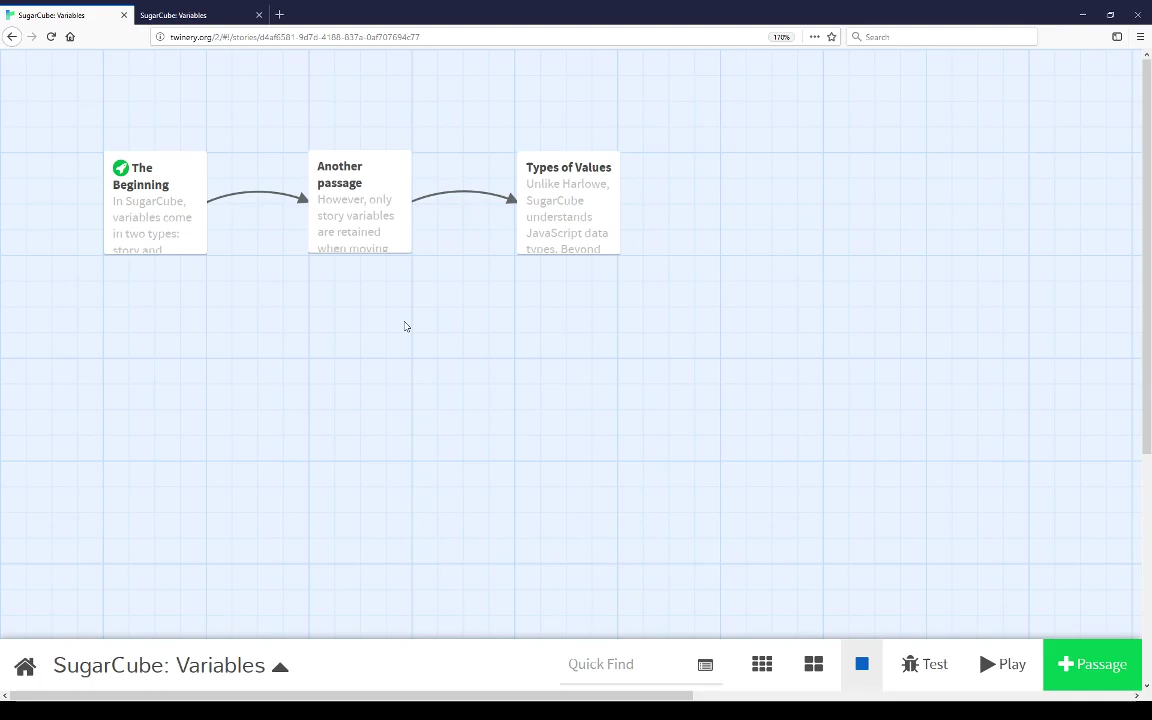 SugarCube: Variables
SugarCube: Variables
twinery.org/2/#!/stories/d4af6581-9d7d-4188-837a-0af707694c77
170%
Search
The
Beginning
In SugarCube,
variables come
in two types:
story and
Another
passage
However, only
story variables
are retained
when moving
Types of Values
Unlike Harlowe,
SugarCube
understands
JavaScript data
types. Beyond
SugarCube: Variables
Quick Find
Test
Play
Passage